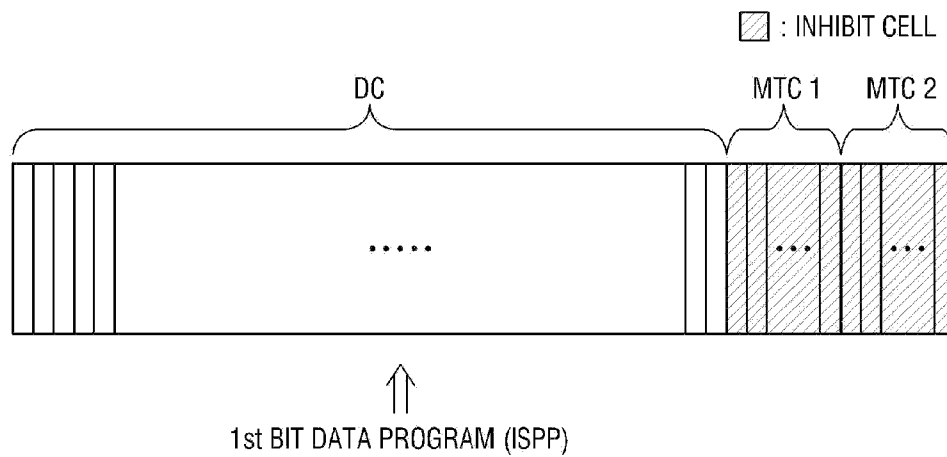 : INHIBIT CELL
DC
MTC 1
MTC 2
.....
...
...
1st BIT DATA PROGRAM (ISPP)